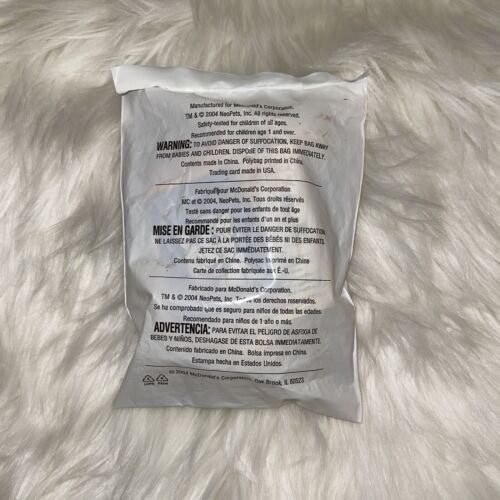 Manufactured for McDonald's Corporation.
TM & © 2004 NeoPets, Inc. All rights reserved.
Safety-tested for children of all ages.
Recommended for children age 1 and over.
WARNING: TO AVOID DANGER OF SUFFOCATION, KEEP BAG AWAY
FROM BABIES AND CHILDREN. DISPOSE OF THIS BAG IMMEDIATELY.
Contents made in China. Polybag printed in China.
Trading card made in USA.
Fabriqué pour McDonald's Corporation
MC et © 2004, NeoPets, Inc. Tous droits réservés
Testé sans danger pour les enfants de tout âge
Recommandé pour les enfants d'un an et plus
MISE EN GARDE : POUR ÉVITER LE DANGER DE SUFFOCATION,
NE LAISSEZ PAS CE SAC À LA PORTÉE DES BÉBÉS NI DES ENFANTS.
JETEZ CE SAC IMMÉDIATEMENT.
Contenu fabriqué en Chine. Polysac imprimé en Chine
Carte de collection fabriquée aux É.-U.
Fabricado para McDonald's Corporation.
TM & © 2004 NeoPets, Inc. Todos los derechos reservados.
Se ha comprobado que es seguro para niños de todas las edades.
Recomendado para niños de 1 año o más.
ADVERTENCIA: PARA EVITAR EL PELIGRO DE ASFIXIA DE
BEBES Y NIÑOS, DESHAGASE DE ESTA BOLSA INMEDIATAMENTE.
Contenido fabricado en China. Bolsa impresa en China.
Estampa hecha en Estados Unidos.
© 2004 McDonald's Corporation, Oak Brook, IL 60523